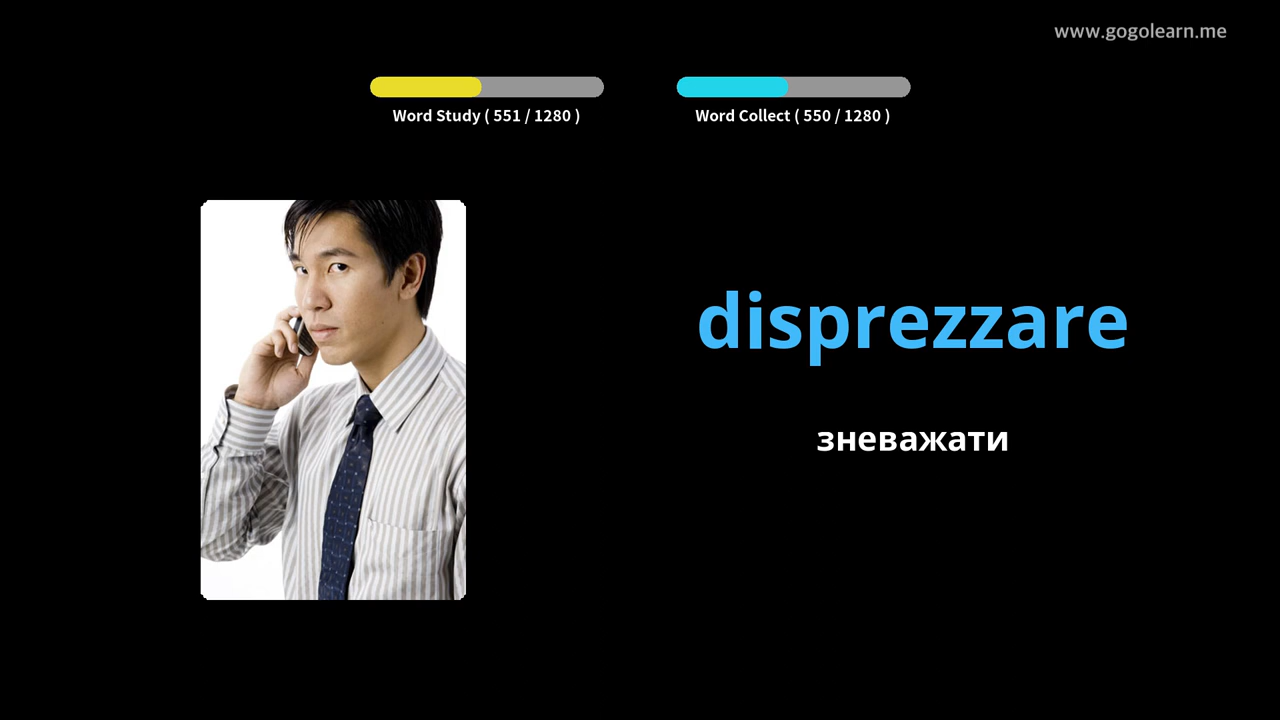 www.gogolearn.me
Word Study ( 551 / 1280 )
Word Collect ( 550 / 1280 )
disprezzare
зневажати